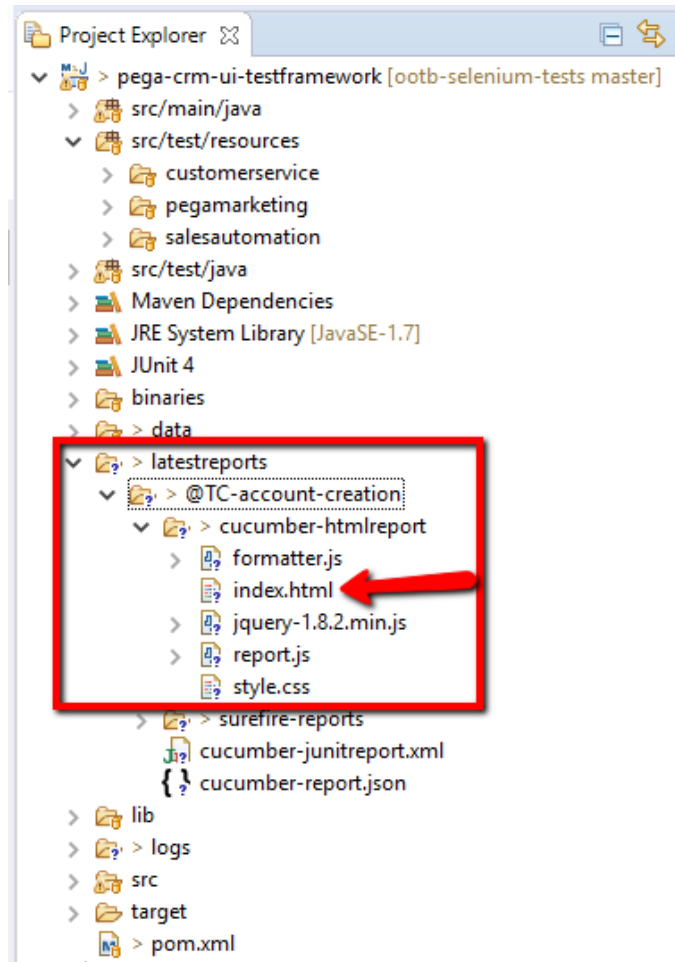 Project Explorer
> pega-crm-ui-testframework [ootb-selenium-tests master]
src/main/java
src/test/resources
customerservice
pegamarketing
salesautomation
src/test/java
Maven Dependencies
JRE System Library [JavaSE-1.7]
JUnit 4
binaries
> data
> latestreports
> @TC-account-creation
> cucumber-htmlreport
formatter.js
index.html
jquery-1.8.2.min.js
report.js
style.css
> surefire-reports
cucumber-junitreport.xml
cucumber-report.json
lib
> logs
src
target
> pom.xml